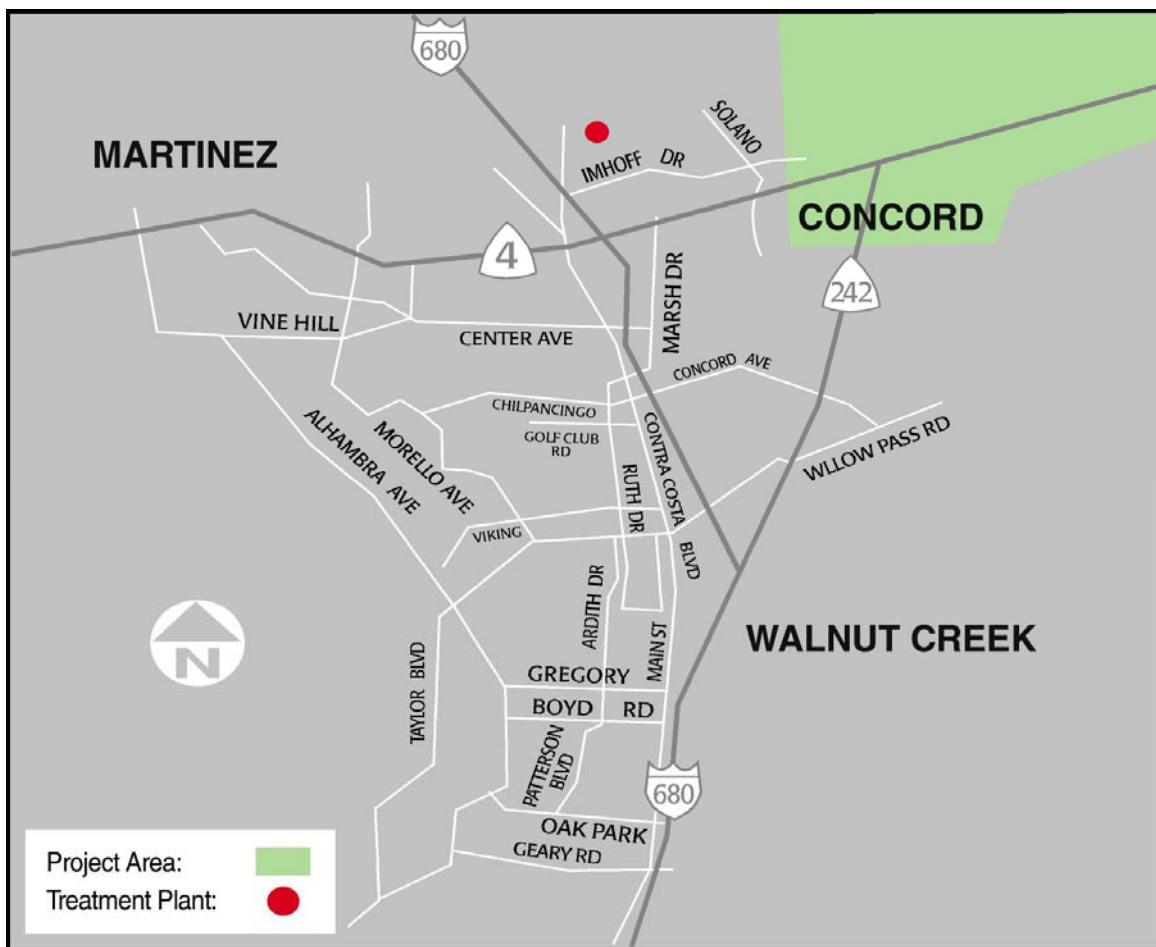 680
SOLANO
MARTINEZ
IMHOFF DR
CONCORD
4
242
MARSH DR
VINE HILL
CENTER AVE
CONCORD AVE
CHILPANCINGO
GOLF CLUB
RD
ALHAMBRA AVE
MORELLO AVE
CONTRA COSTA BLVD
WLLOW PASS RD
RUTH DR
VIKING
ARDITH DR
MAIN ST
WALNUT CREEK
N
TAYLOR BLVD
GREGORY
BOYD RD
PATTERSON
BLVD
680
OAK PARK
GEARY RD
Project Area:
Treatment Plant: